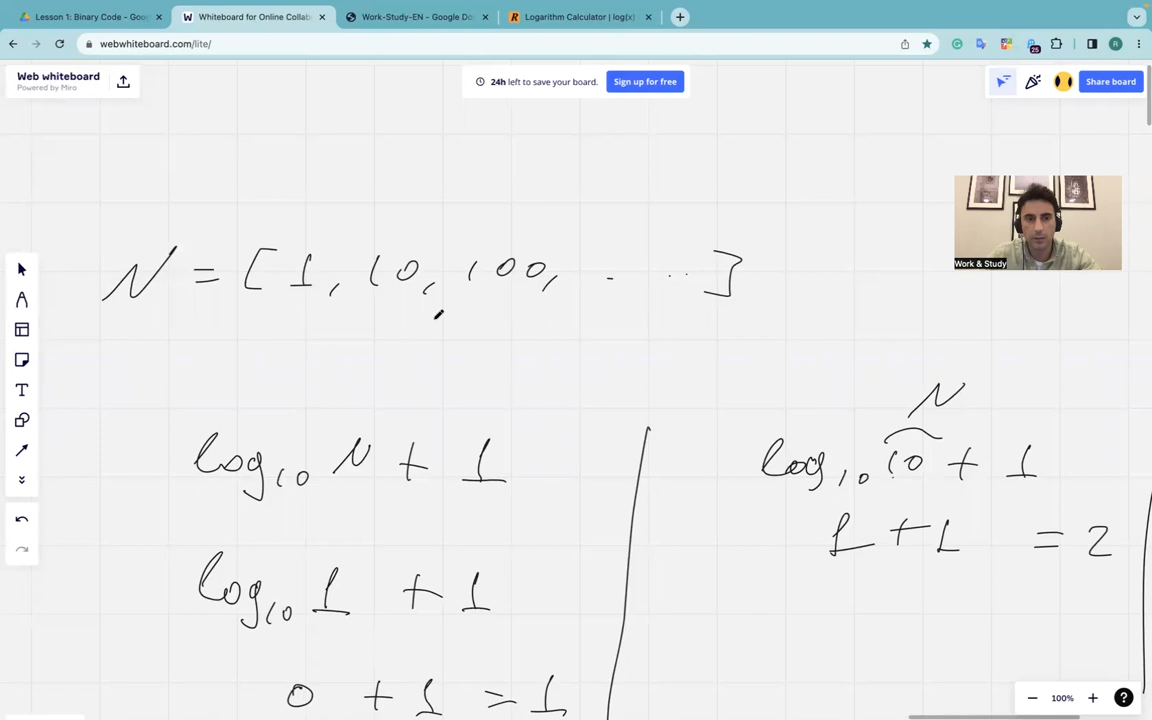 Lesson 1: Binary Code - Goo
Whiteboard for Online Collab
Work-Study-EN - Google Do
Logarithm Calculator | log(x)
webwhiteboard.com/lite/
25
R
Web whiteboard
Powered by Miro
24h left to save your board.
Sign up for free
Share board
Work & Study
N = [ 1, 10, 100, . . . ]
log10 N + 1
log10 1 + 1
0 + 1 = 1
N
log10 10 + 1
1 + 1 = 2
T
100%